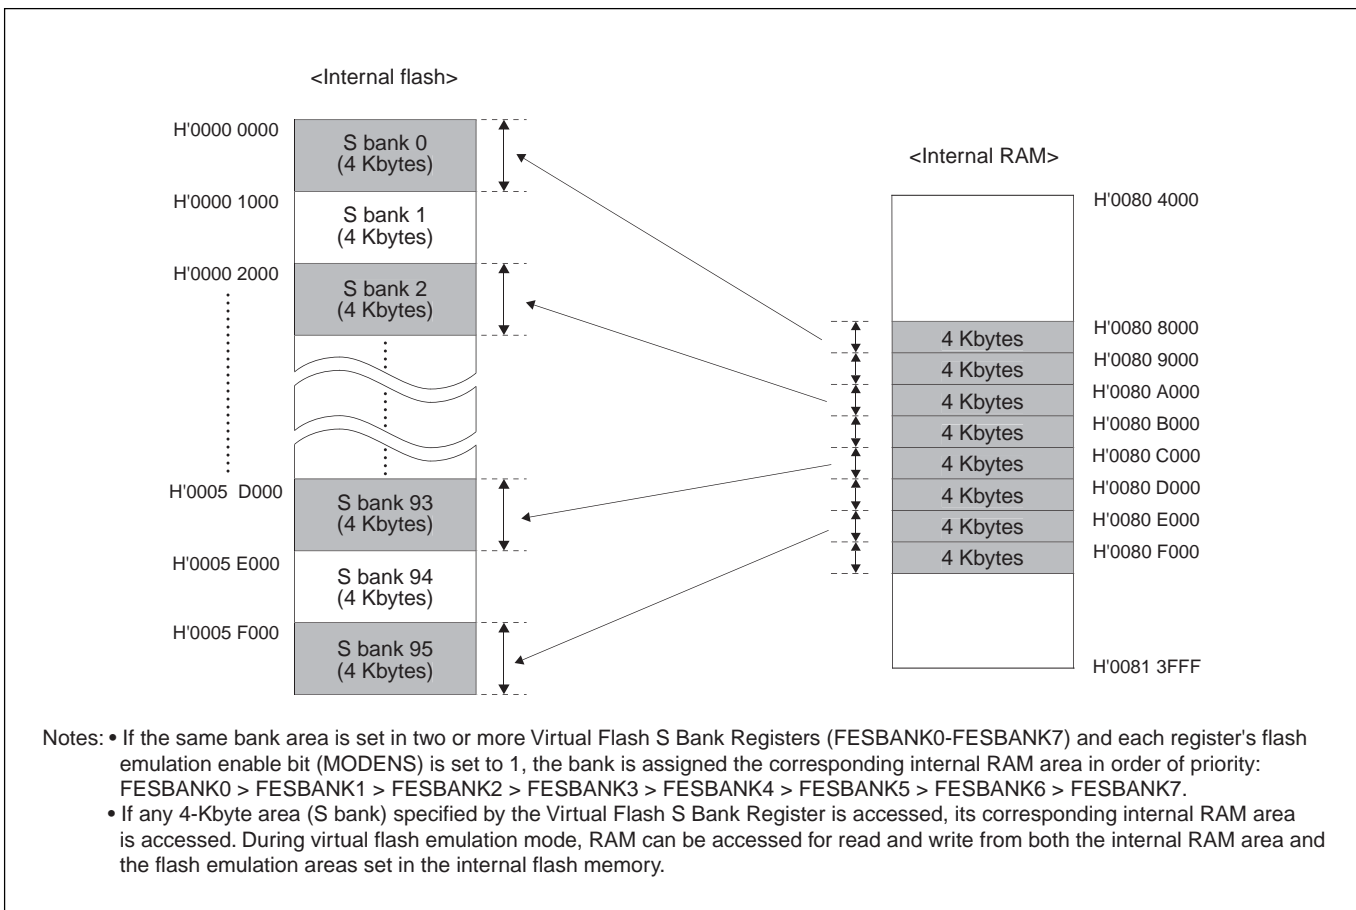 <Internal flash>
H'0000 0000
S bank 0
(4 Kbytes)
H'0000 1000
S bank 1
(4 Kbytes)
H'0000 2000
S bank 2
(4 Kbytes)
H'0005 D000
S bank 93
(4 Kbytes)
H'0005 E000
S bank 94
(4 Kbytes)
H'0005 F000
S bank 95
(4 Kbytes)
<Internal RAM>
H'0080 4000
4 Kbytes
H'0080 8000
4 Kbytes
H'0080 9000
4 Kbytes
H'0080 A000
4 Kbytes
H'0080 B000
4 Kbytes
H'0080 C000
4 Kbytes
H'0080 D000
4 Kbytes
H'0080 E000
4 Kbytes
H'0080 F000
H'0081 3FFF
Notes: • If the same bank area is set in two or more Virtual Flash S Bank Registers (FESBANK0-FESBANK7) and each register's flash
emulation enable bit (MODENS) is set to 1, the bank is assigned the corresponding internal RAM area in order of priority:
FESBANK0 > FESBANK1 > FESBANK2 > FESBANK3 > FESBANK4 > FESBANK5 > FESBANK6 > FESBANK7.
• If any 4-Kbyte area (S bank) specified by the Virtual Flash S Bank Register is accessed, its corresponding internal RAM area
is accessed. During virtual flash emulation mode, RAM can be accessed for read and write from both the internal RAM area and
the flash emulation areas set in the internal flash memory.